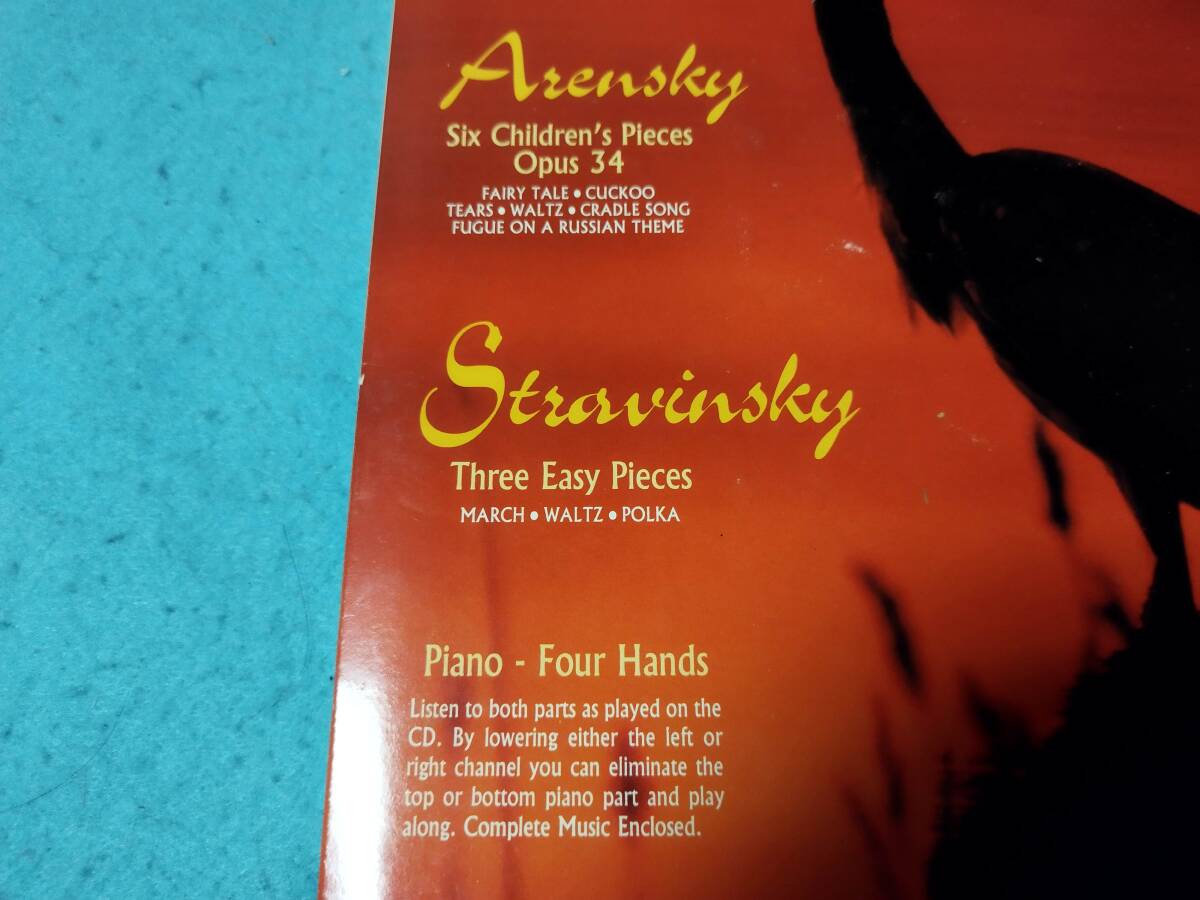 Arensky
Six Children's Pieces
Opus 34
FAIRY TALE • CUCKOO
TEARS • WALTZ • CRADLE SONG
FUGUE ON A RUSSIAN THEME
Stravinsky
Three Easy Pieces
MARCH • WALTZ • POLKA
Piano - Four Hands
Listen to both parts as played on the
CD. By lowering either the left or
right channel you can eliminate the
top or bottom piano part and play
along. Complete Music Enclosed.